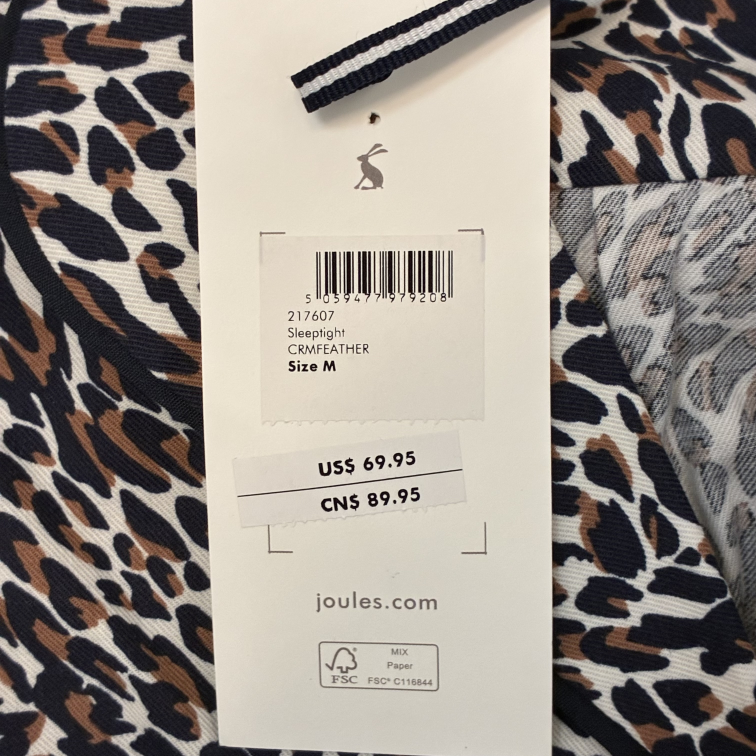 5 059477 979208
217607
Sleeptight
CRMFEATHER
Size M
US$ 69.95
CN$ 89.95
joules.com
MIX
Paper
FSC
FSC® C116844